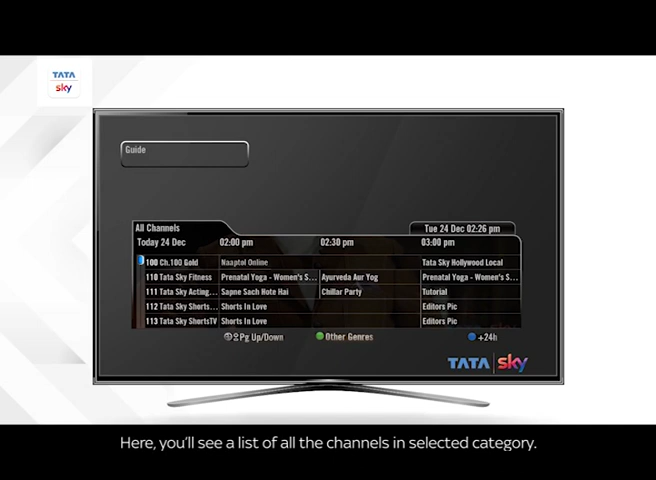 TATA
sky
Guide
All Channels
Tue 24 Dec 02:26 pm
Today 24 Dec 02:00 pm 02:30 pm 03:00 pm
100 Ch.100 Gold Naaptol Online Tata Sky Hollywood Local
110 Tata Sky Fitness Prenatal Yoga - Women's S... Ayurveda Aur Yog Prenatal Yoga - Women's S...
111 Tata Sky Acting... Sapne Sach Hote Hai Chillar Party Tutorial
112 Tata Sky Shorts... Shorts In Love Editors Pic
113 Tata Sky ShortsTV Shorts In Love Editors Pic
Pg Up/Down Other Genres +24h
TATA sky
Here, you'll see a list of all the channels in selected category.